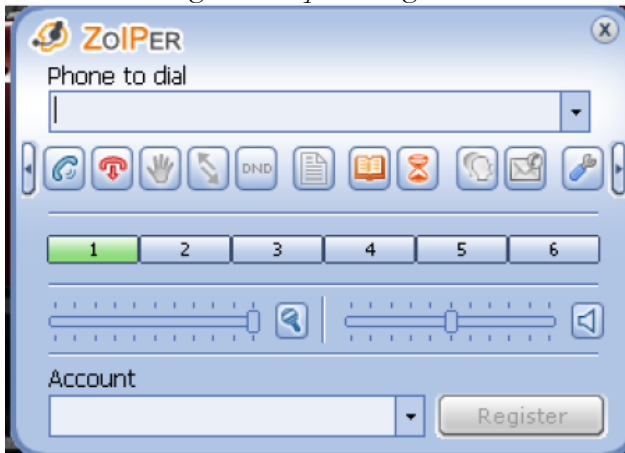 ZOIPER
Phone to dial
DND
1 2 3 4 5 6
Account
Register